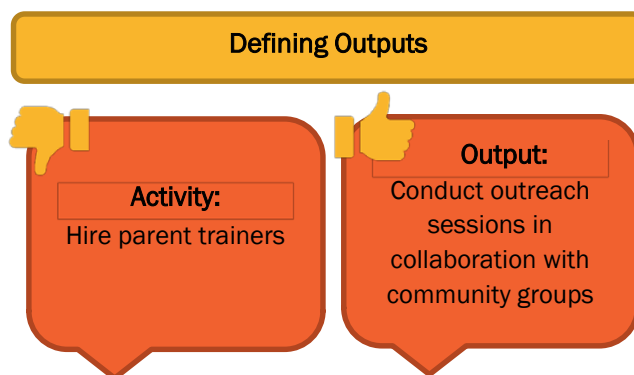 Defining Outputs
Activity:
Hire parent trainers
Output:
Conduct outreach
sessions in
collaboration with
community groups